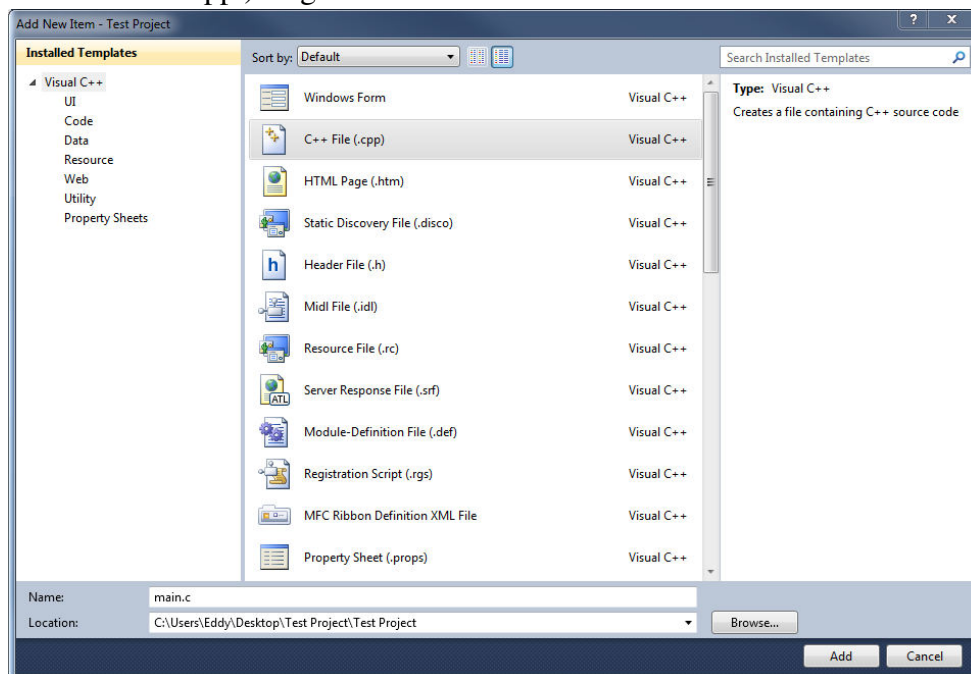 Add New Item - Test Project
? X
Installed Templates
Visual C++
UI
Code
Data
Resource
Web
Utility
Property Sheets
Sort by: Default
Windows Form Visual C++
C++ File (.cpp) Visual C++
HTML Page (.htm) Visual C++
Static Discovery File (.disco) Visual C++
h Header File (.h) Visual C++
Midl File (.idl) Visual C++
Resource File (.rc) Visual C++
ATL Server Response File (.srf) Visual C++
Module-Definition File (.def) Visual C++
Registration Script (.rgs) Visual C++
MFC Ribbon Definition XML File Visual C++
Property Sheet (.props) Visual C++
Search Installed Templates
Type: Visual C++
Creates a file containing C++ source code
Name: main.c
Location: C:\Users\Eddy\Desktop\Test Project\Test Project
Browse...
Add Cancel